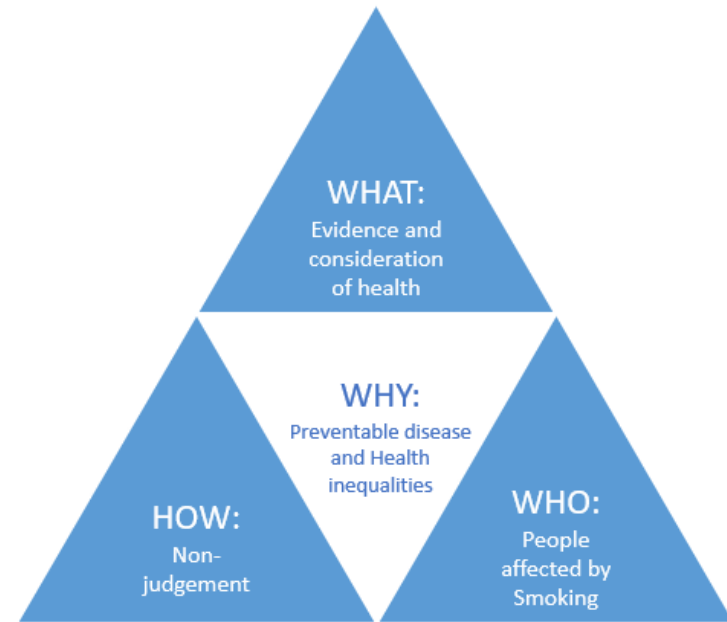 WHAT:
Evidence and
consideration
of health
WHY:
Preventable disease
and Health
inequalities
HOW:
Non-
judgement
WHO:
People
affected by
Smoking